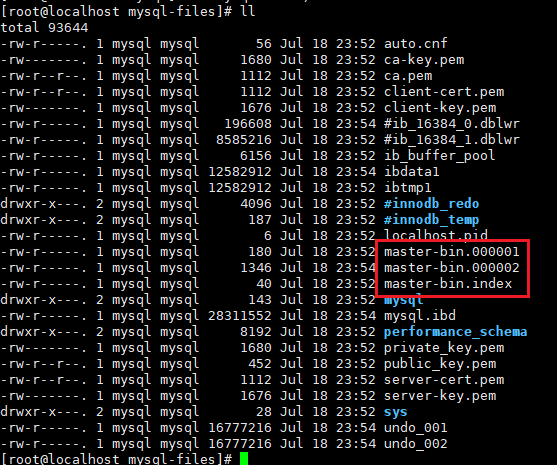 [root@localhost mysql-files]# ll
total 93644
-rw-r-----. 1 mysql mysql       56 Jul 18 23:52 auto.cnf
-rw-------. 1 mysql mysql     1680 Jul 18 23:52 ca-key.pem
-rw-r--r--. 1 mysql mysql     1112 Jul 18 23:52 ca.pem
-rw-r--r--. 1 mysql mysql     1112 Jul 18 23:52 client-cert.pem
-rw-------. 1 mysql mysql     1676 Jul 18 23:52 client-key.pem
-rw-r-----. 1 mysql mysql   196608 Jul 18 23:54 #ib_16384_0.dblwr
-rw-r-----. 1 mysql mysql  8585216 Jul 18 23:52 #ib_16384_1.dblwr
-rw-r-----. 1 mysql mysql     6156 Jul 18 23:52 ib_buffer_pool
-rw-r-----. 1 mysql mysql 12582912 Jul 18 23:54 ibdata1
-rw-r-----. 1 mysql mysql 12582912 Jul 18 23:52 ibtmp1
drwxr-x---. 2 mysql mysql     4096 Jul 18 23:52 #innodb_redo
drwxr-x---. 2 mysql mysql      187 Jul 18 23:52 #innodb_temp
-rw-r-----. 1 mysql mysql        6 Jul 18 23:52 localhost.pid
-rw-r-----. 1 mysql mysql      180 Jul 18 23:52 master-bin.000001
-rw-r-----. 1 mysql mysql     1346 Jul 18 23:54 master-bin.000002
-rw-r-----. 1 mysql mysql       40 Jul 18 23:52 master-bin.index
drwxr-x---. 2 mysql mysql      143 Jul 18 23:52 mysql
-rw-r-----. 1 mysql mysql 28311552 Jul 18 23:54 mysql.ibd
drwxr-x---. 2 mysql mysql     8192 Jul 18 23:52 performance_schema
-rw-------. 1 mysql mysql     1680 Jul 18 23:52 private_key.pem
-rw-r--r--. 1 mysql mysql      452 Jul 18 23:52 public_key.pem
-rw-r--r--. 1 mysql mysql     1112 Jul 18 23:52 server-cert.pem
-rw-------. 1 mysql mysql     1676 Jul 18 23:52 server-key.pem
drwxr-x---. 2 mysql mysql       28 Jul 18 23:52 sys
-rw-r-----. 1 mysql mysql 16777216 Jul 18 23:54 undo_001
-rw-r-----. 1 mysql mysql 16777216 Jul 18 23:54 undo_002
[root@localhost mysql-files]#